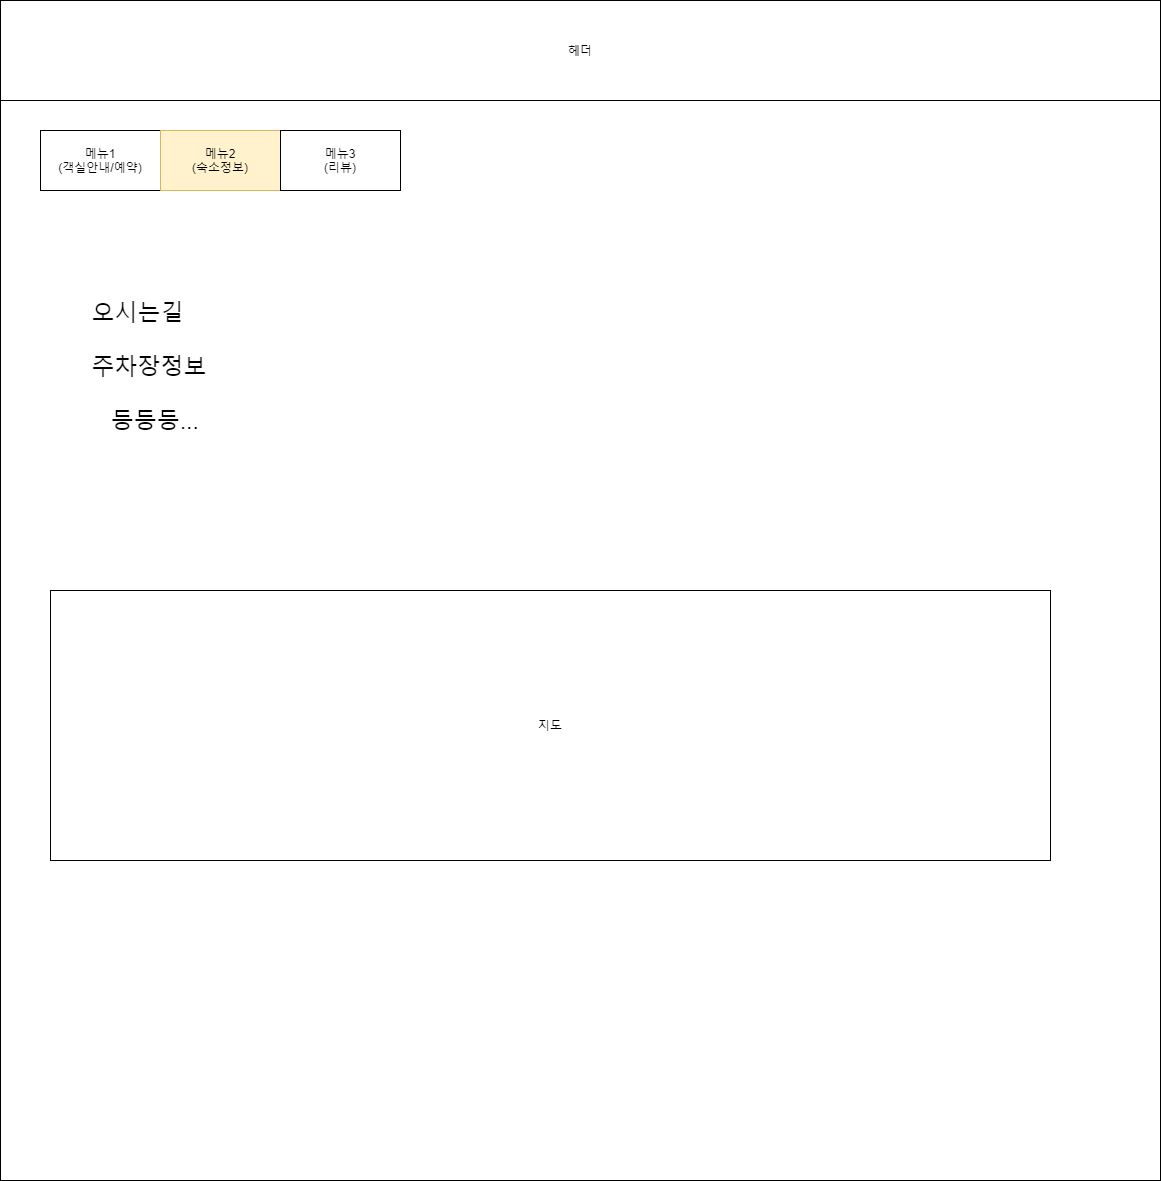 헤더
메뉴1
(객실안내/예약)
메뉴2
(숙소정보)
메뉴3
(리뷰)
오시는길
주차장정보
등등등...
지도